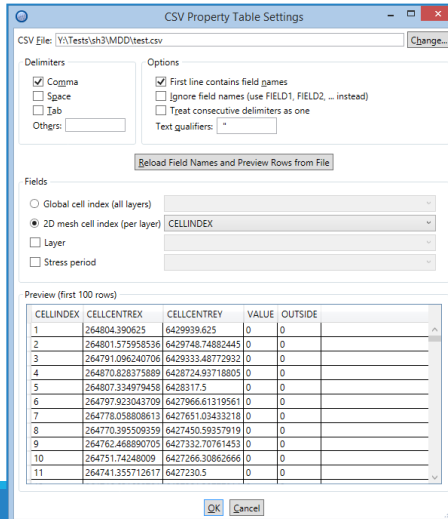 CSV Property Table Settings
CSV File: Y:\Tests\sh3\MDD\test.csv Change...
Delimiters
Comma
Space
Tab
Others:
Options
First line contains field names
Ignore field names (use FIELD1, FIELD2, ... instead)
Treat consecutive delimiters as one
Text qualifiers: "
Reload Field Names and Preview Rows from File
Fields
Global cell index (all layers)
2D mesh cell index (per layer) CELLINDEX
Layer
Stress period
Preview (first 100 rows)
CELLINDEX CELLCENTREX CELLCENTREY VALUE OUTSIDE
1 264804.390625 6429939.625 0 0
2 264801.575958536 6429748.74882445 0 0
3 264791.096240706 6429333.48772932 0 0
4 264870.828375889 6428724.93718805 0 0
5 264807.334979458 6428317.5 0 0
6 264797.923043709 6427966.61319561 0 0
7 264778.058808613 6427651.03433218 0 0
8 264770.395509359 6427450.59357919 0 0
9 264762.468890705 6427332.70761453 0 0
10 264751.74248009 6427266.30862666 0 0
11 264741.355712617 6427230.5 0 0
OK Cancel